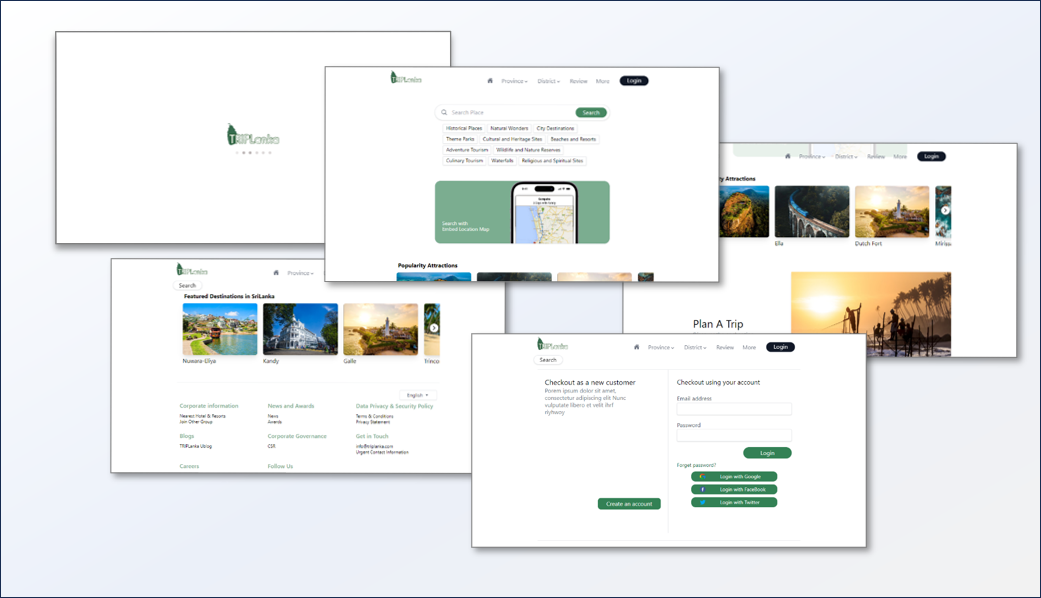 TRIPLanka
TRIPLanka
Province
District
Review
More
Login
Search Place
Search
Historical Places
Natural Wonders
City Destinations
Theme Parks
Cultural and Heritage Sites
Beaches and Resorts
Adventure Tourism
Wildlife and Nature Reserves
Culinary Tourism
Waterfalls
Religious and Spiritual Sites
Search with
Embed Location Map
Popularity Attractions
Province
District
Review
More
Login
ty Attractions
Ella
Dutch Fort
Mirissa
Plan A Trip
TRIPLanka
Province
Search
Featured Destinations in SriLanka
Nuwara-Eliya
Kandy
Galle
Trinco
English
Corporate information
Nearest Hotel & Resorts
Join Other Group
News and Awards
News
Awards
Data Privacy & Security Policy
Terms & Conditions
Privacy Statement
Blogs
TRIPLanka Ublog
Corporate Governance
CSR
Get in Touch
info@triplanka.com
Urgent Contact Information
Careers
Follow Us
TRIPLanka
Province
District
Review
More
Login
Search
Checkout as a new customer
Porem ipsum dolor sit amet,
consectetur adipiscing elit Nunc
vulputate libero et velit
Create an account
Checkout using your account
Email address
Password
Login
Forget password?
Login with Google
Login with FaceBook
Login with Twitter